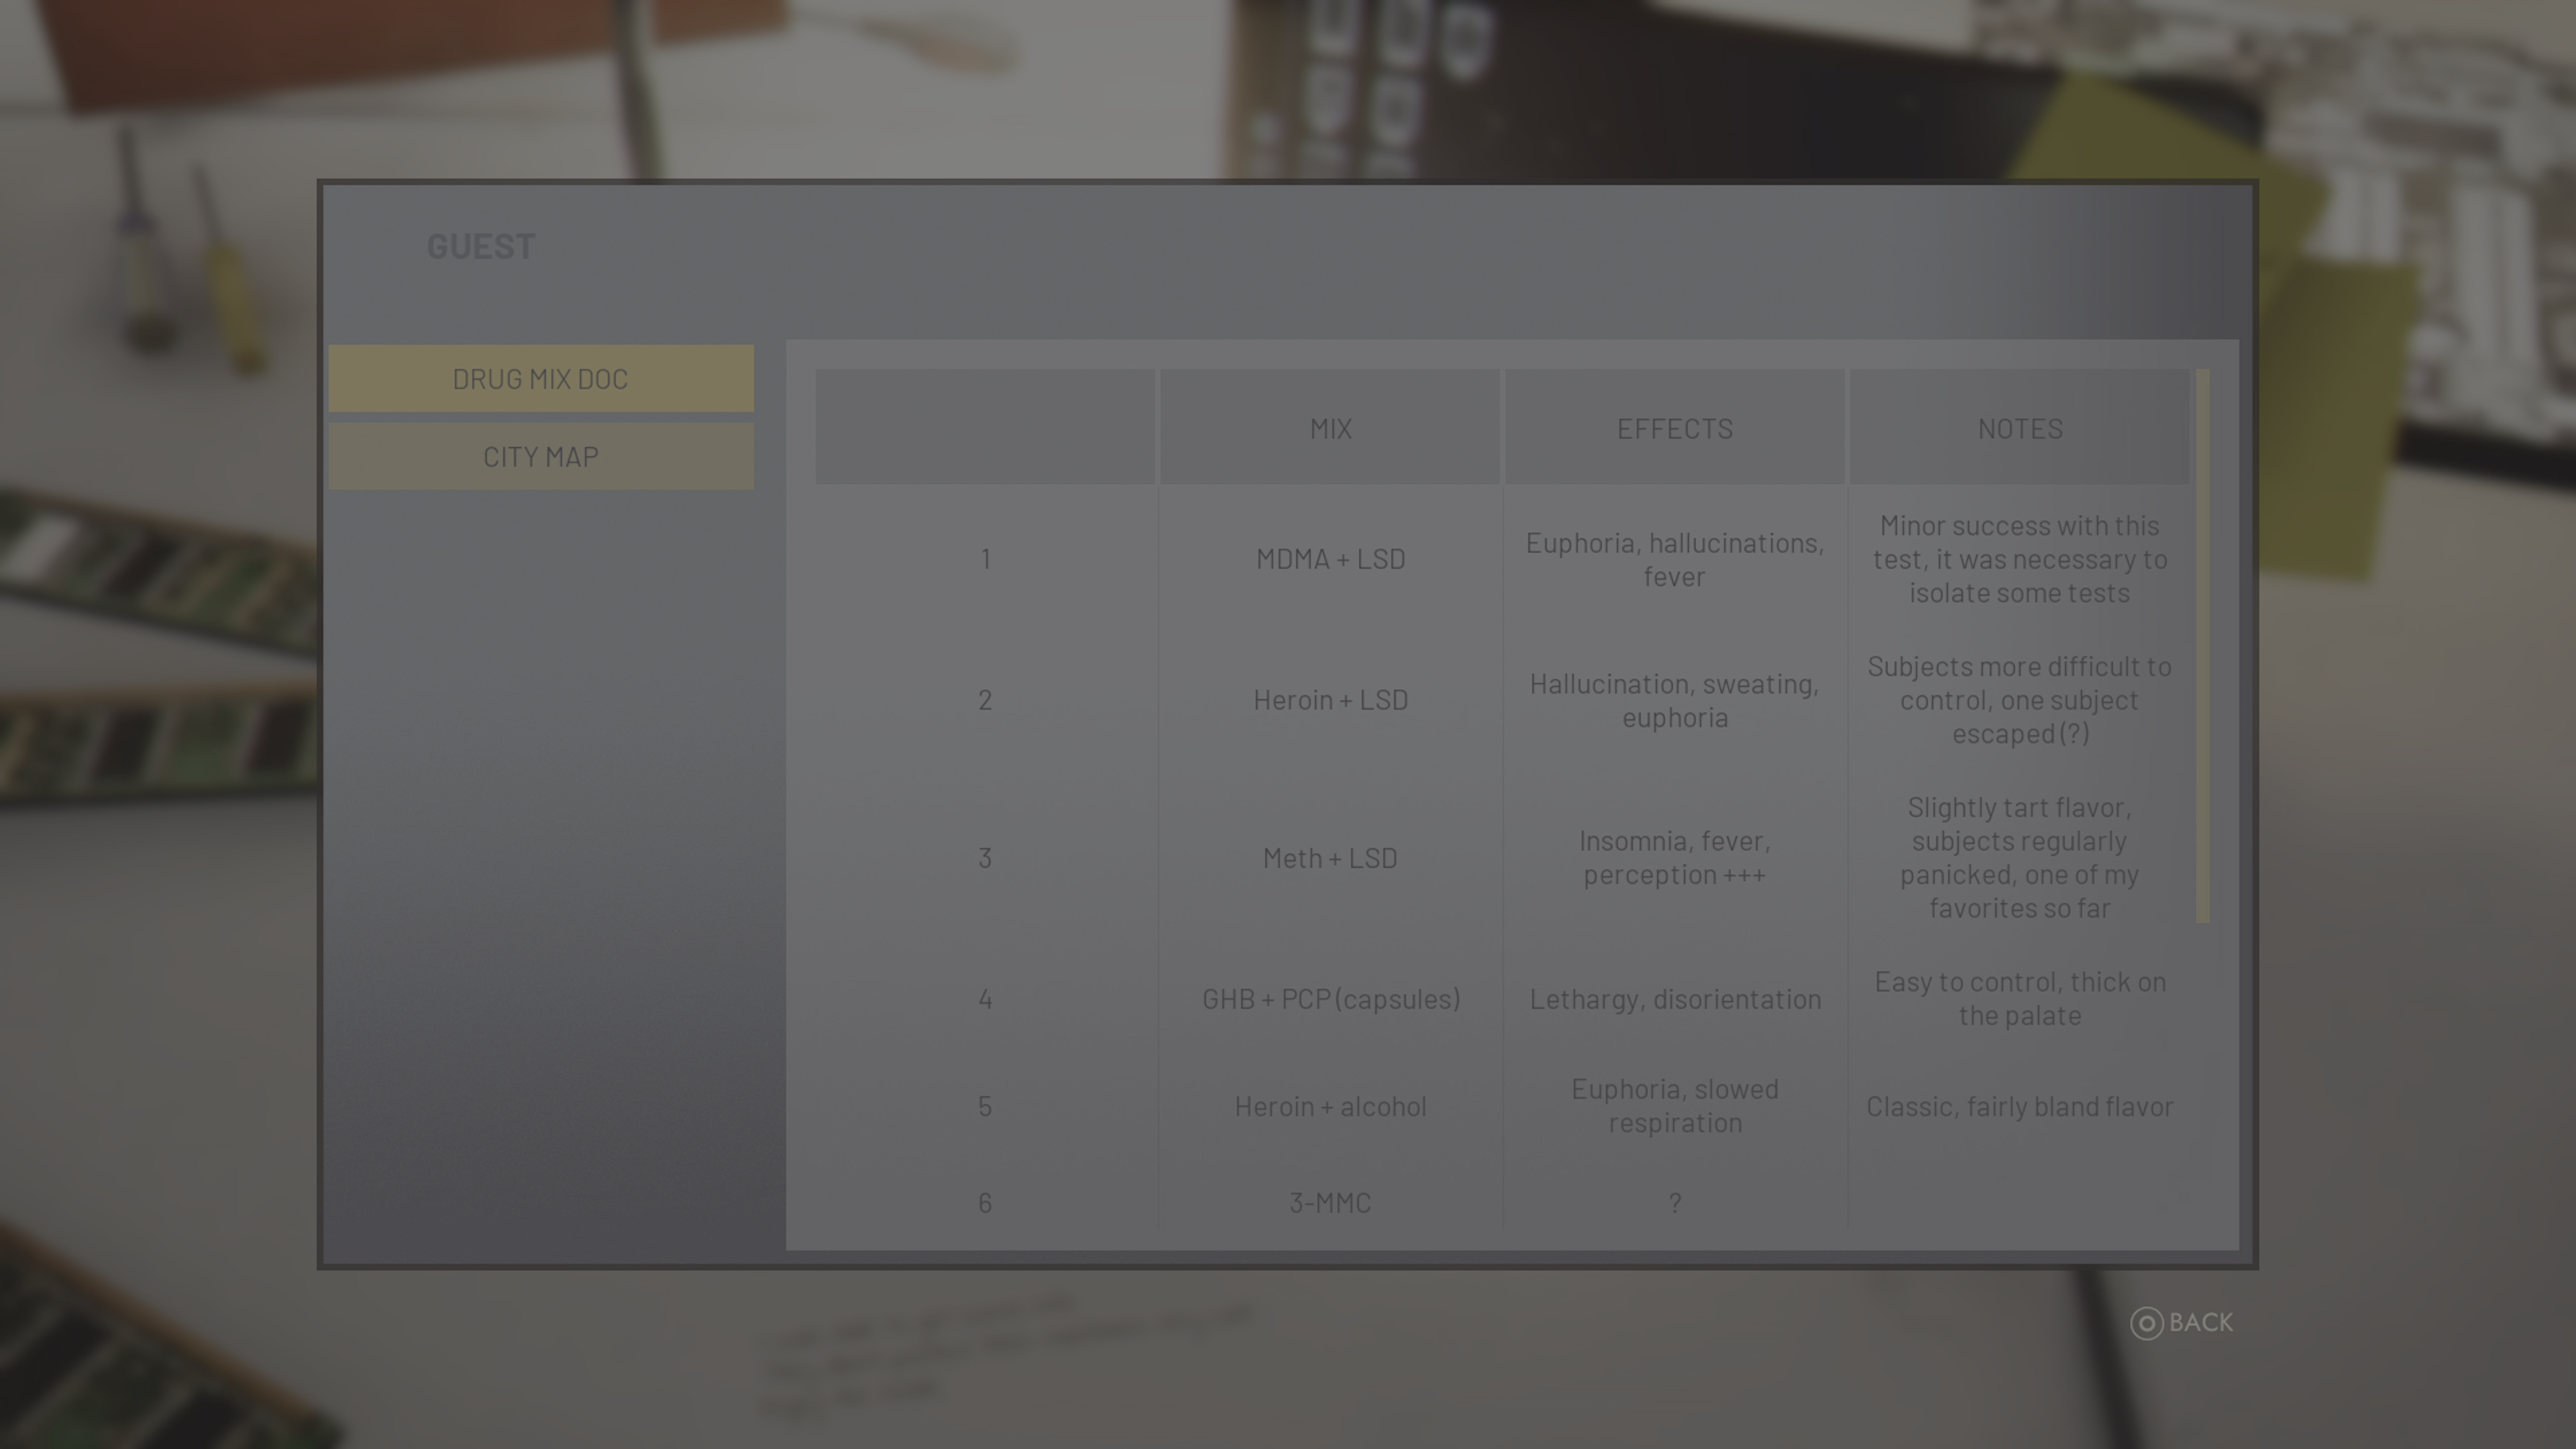 GUEST
DRUG MIX DOC
CITY MAP
MIX
EFFECTS
NOTES
1
MDMA + LSD
Euphoria, hallucinations,
fever
Minor success with this
test, it was necessary to
isolate some tests
2
Heroin + LSD
Hallucination, sweating,
euphoria
Subjects more difficult to
control, one subject
escaped (?)
3
Meth + LSD
Insomnia, fever,
perception +++
Slightly tart flavor,
subjects regularly
panicked, one of my
favorites so far
4
GHB + PCP (capsules)
Lethargy, disorientation
Easy to control, thick on
the palate
5
Heroin + alcohol
Euphoria, slowed
respiration
Classic, fairly bland flavor
6
3-MMC
?
BACK